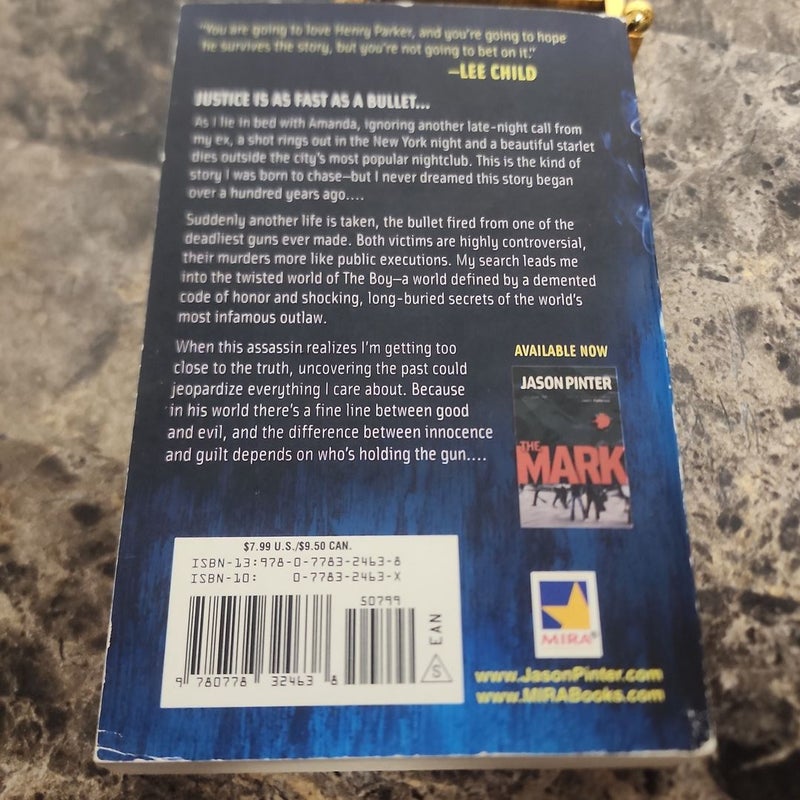 "You are going to love Henry Parker, and you're going to hope
he survives the story, but you're not going to bet on it."
—LEE CHILD
JUSTICE IS AS FAST AS A BULLET...
As I lie in bed with Amanda, ignoring another late-night call from
my ex, a shot rings out in the New York night and a beautiful starlet
dies outside the city's most popular nightclub. This is the kind of
story I was born to chase—but I never dreamed this story began
over a hundred years ago....
Suddenly another life is taken, the bullet fired from one of the
deadliest guns ever made. Both victims are highly controversial,
their murders more like public executions. My search leads me
into the twisted world of The Boy—a world defined by a demented
code of honor and shocking, long-buried secrets of the world's
most infamous outlaw.
When this assassin realizes I'm getting too
close to the truth, uncovering the past could
jeopardize everything I care about. Because
in his world there's a fine line between good
and evil, and the difference between innocence
and guilt depends on who's holding the gun....
AVAILABLE NOW
JASON PINTER
THE
MARK
$7.99 U.S./$9.50 CAN.
ISBN-13:978-0-7783-2463-8
ISBN-10: 0-7783-2463-X
50799
EAN
S
9 780778 32463 8
MIRA®
www.JasonPinter.com
www.MIRABooks.com